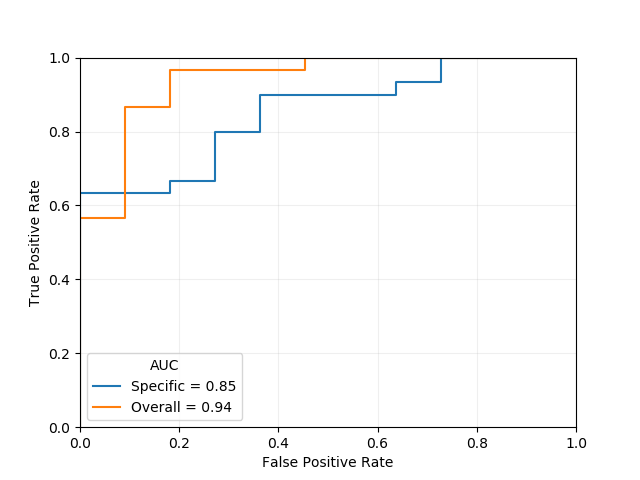 1.0
0.8
0.6
0.4
0.2
0.0
True Positive Rate
AUC
Specific = 0.85
Overall = 0.94
0.0 0.2 0.4 0.6 0.8 1.0
False Positive Rate